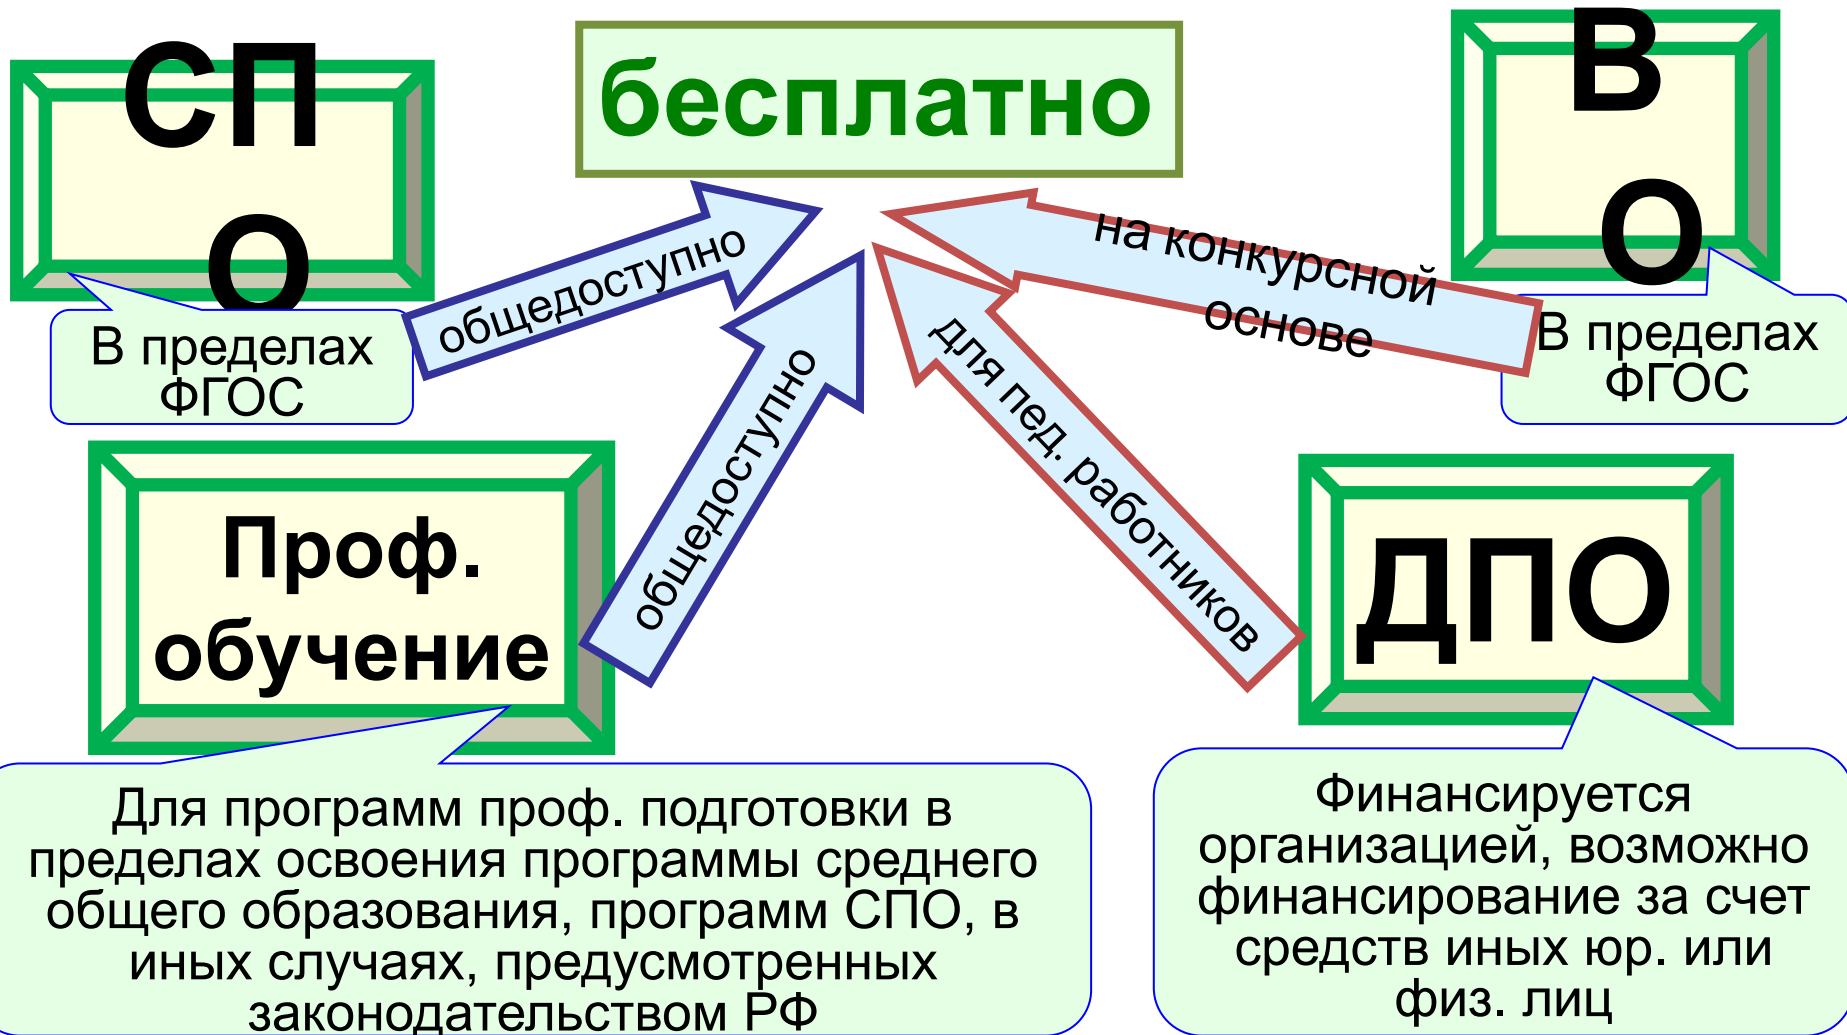 СП
О
бесплатно
В
О
общедоступно
на конкурсной
основе
В пределах
ФГОС
В пределах
ФГОС
общедоступно
для пед. работников
Проф.
обучение
ДПО
Для программ проф. подготовки в
пределах освоения программы среднего
общего образования, программ СПО, в
иных случаях, предусмотренных
законодательством РФ
Финансируется
организацией, возможно
финансирование за счет
средств иных юр. или
физ. лиц